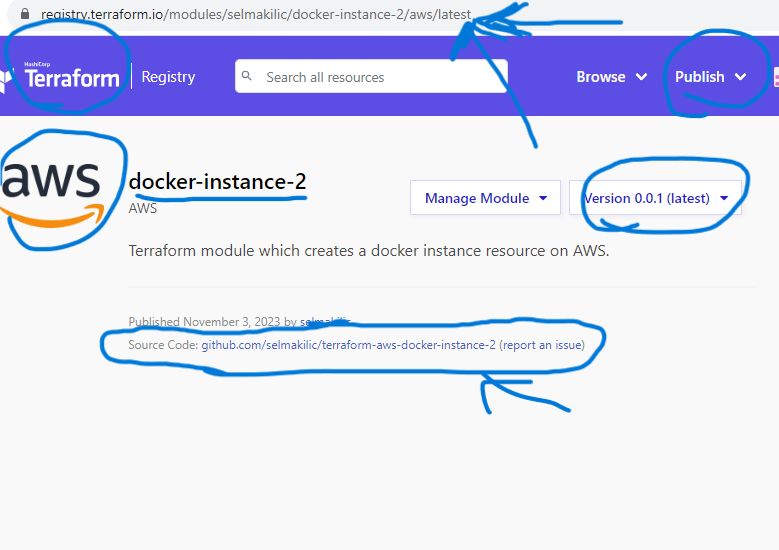 registry.terraform.io/modules/selmakilic/docker-instance-2/aws/latest
HashiCorp
Terraform Registry Search all resources Browse Publish
aws
docker-instance-2
AWS
Manage Module Version 0.0.1 (latest)
Terraform module which creates a docker instance resource on AWS.
Published November 3, 2023 by selmakilic
Source Code: github.com/selmakilic/terraform-aws-docker-instance-2 (report an issue)